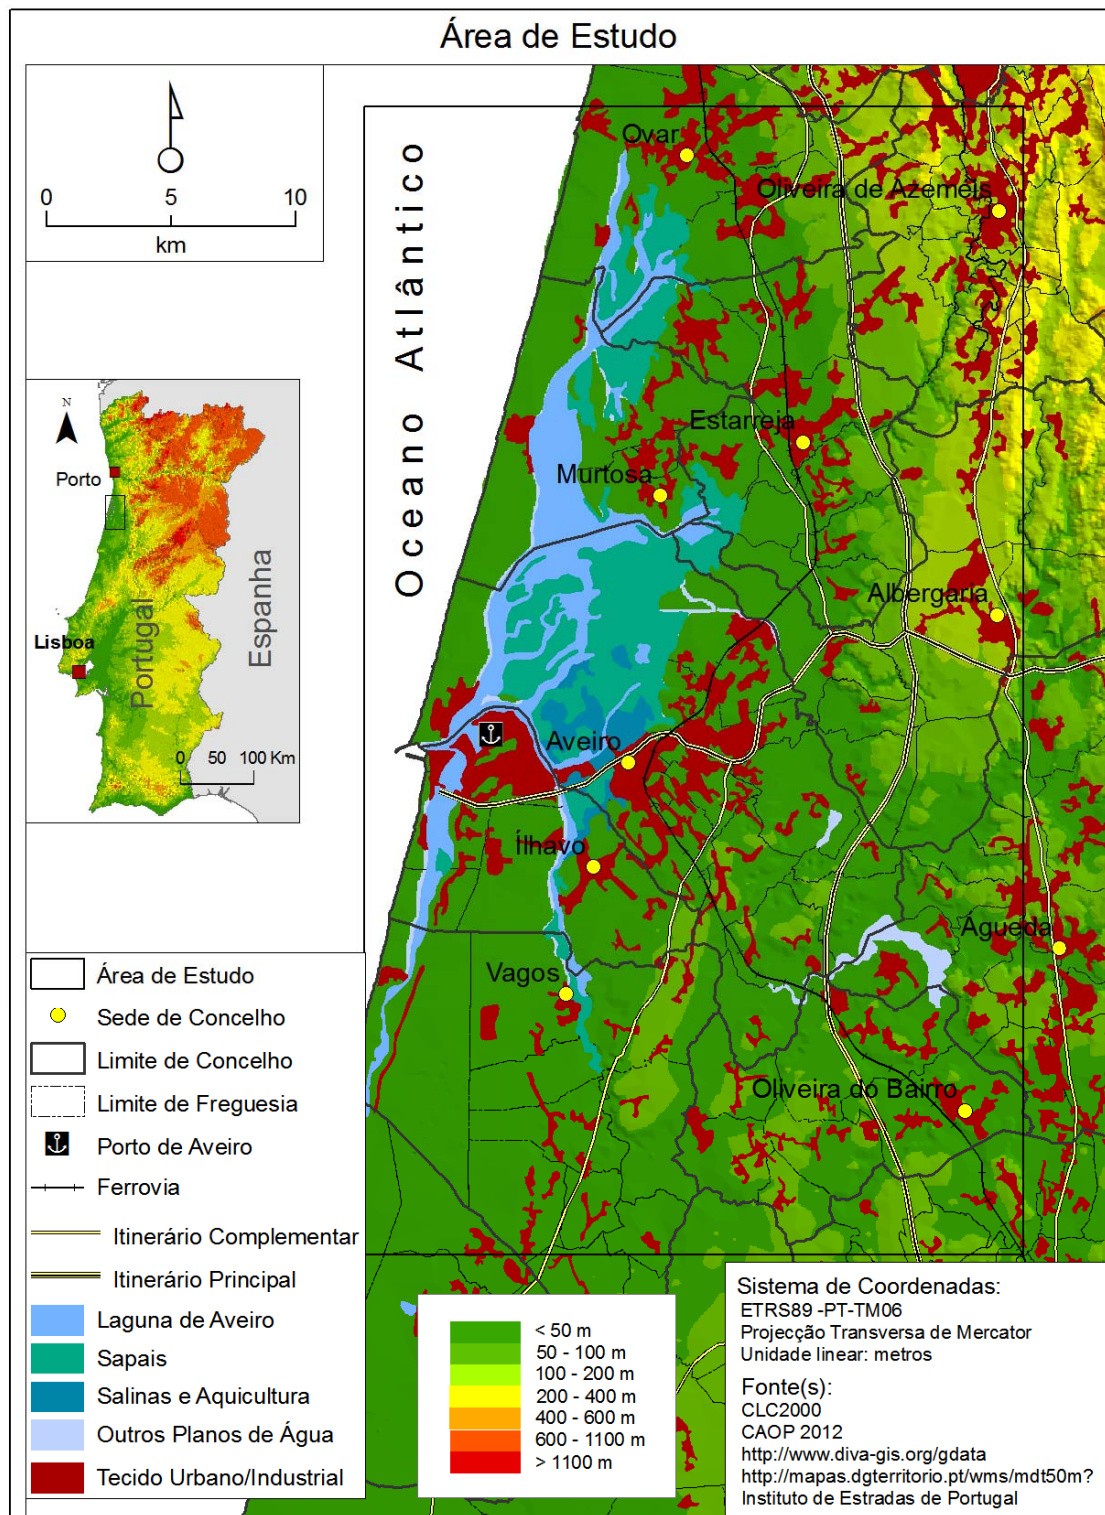 Área de Estudo
0 5 10
km
Oceano Atlântico
Ovar
Oliveira de Azeméis
Estarreja
Murtosa
Albergaria
Aveiro
Ílhavo
Águeda
Vagos
Oliveira do Bairro
N
Porto
Lisboa
Portugal
Espanha
0 50 100 Km
Área de Estudo
Sede de Concelho
Limite de Concelho
Limite de Freguesia
Porto de Aveiro
Ferrovia
Itinerário Complementar
Itinerário Principal
Laguna de Aveiro
Sapais
Salinas e Aquicultura
Outros Planos de Água
Tecido Urbano/Industrial
< 50 m
50 - 100 m
100 - 200 m
200 - 400 m
400 - 600 m
600 - 1100 m
> 1100 m
Sistema de Coordenadas:
ETRS89 -PT-TM06
Projecção Transversa de Mercator
Unidade linear: metros
Fonte(s):
CLC2000
CAOP 2012
http://www.diva-gis.org/gdata
http://mapas.dgterritorio.pt/wms/mdt50m?
Instituto de Estradas de Portugal